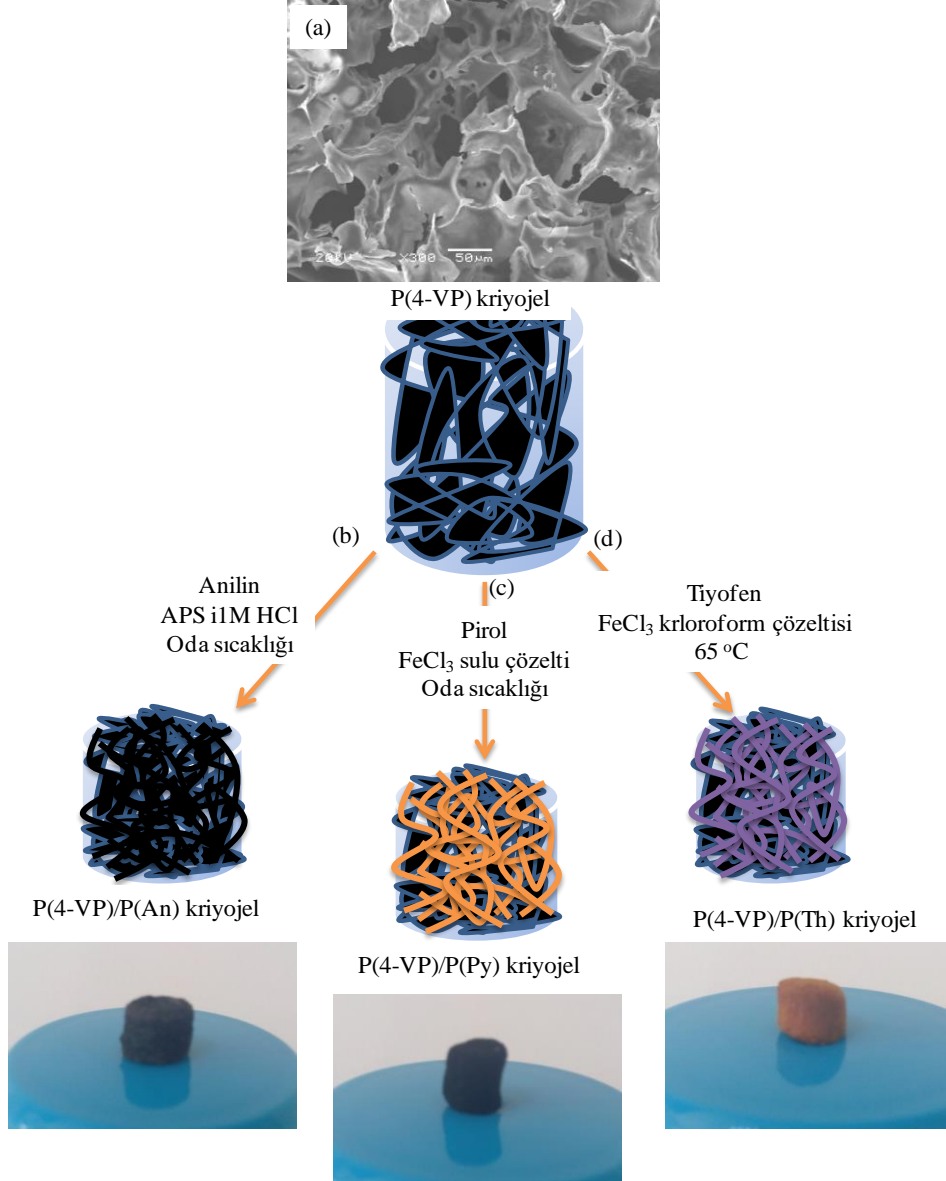 (a)
20kV X300 50µm
P(4-VP) kriyojel
(b)
(d)
(c)
Anilin
APS i1M HCl
Oda sıcaklığı
Pirol
FeCl₃ sulu çözelti
Oda sıcaklığı
Tiyofen
FeCl₃ krloroform çözeltisi
65 ᵒC
P(4-VP)/P(An) kriyojel
P(4-VP)/P(Py) kriyojel
P(4-VP)/P(Th) kriyojel